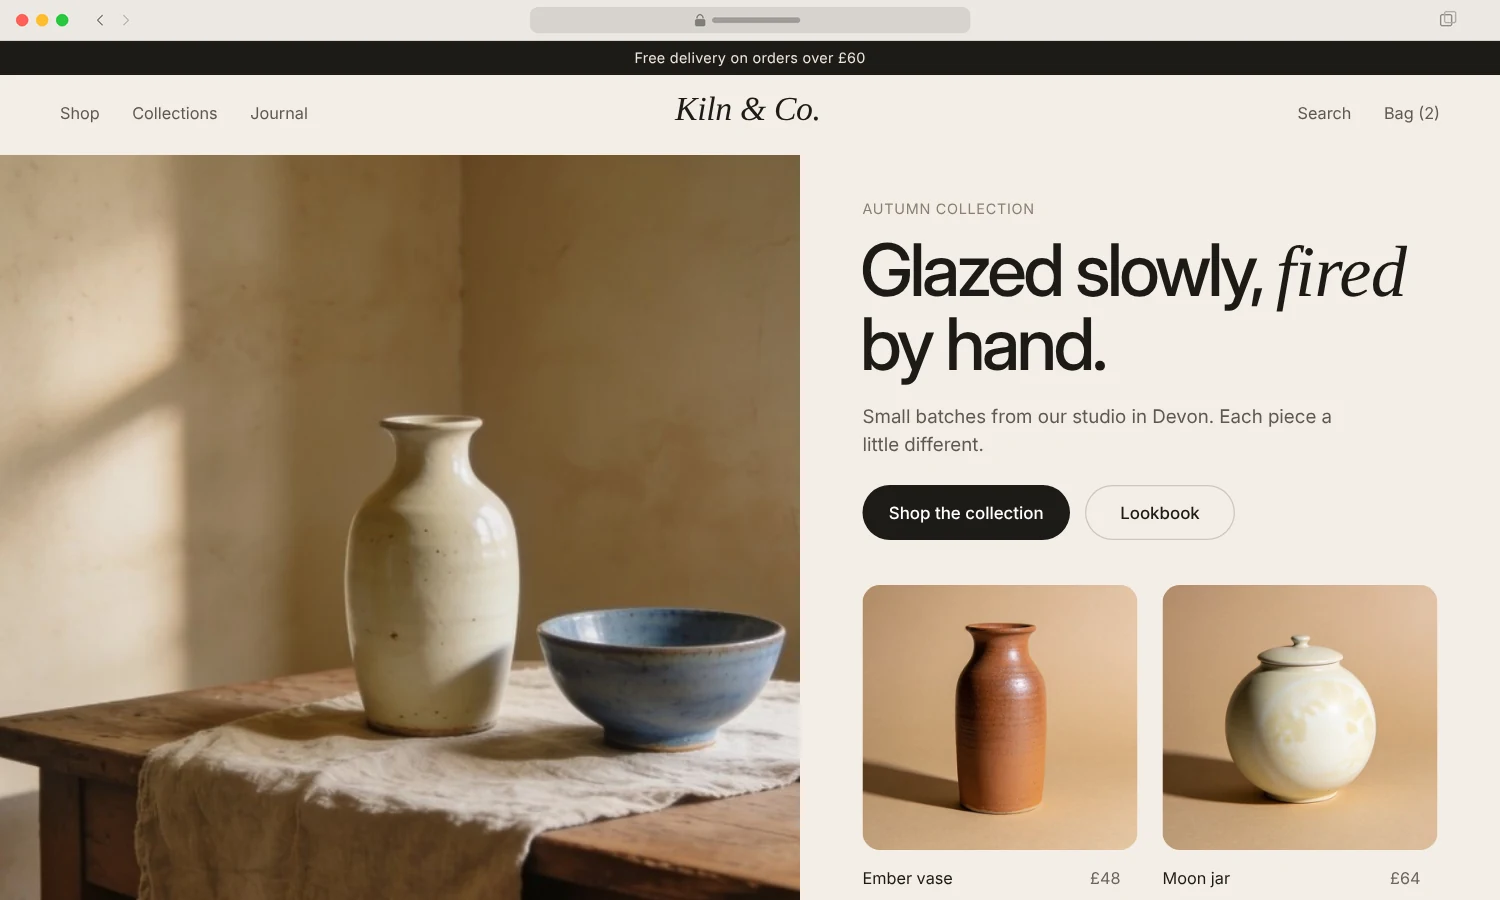 Free delivery on orders over £60
Shop Collections Journal
Kiln & Co.
Search Bag (2)
AUTUMN COLLECTION
Glazed slowly, fired
by hand.
Small batches from our studio in Devon. Each piece a
little different.
Shop the collection Lookbook
Ember vase £48
Moon jar £64